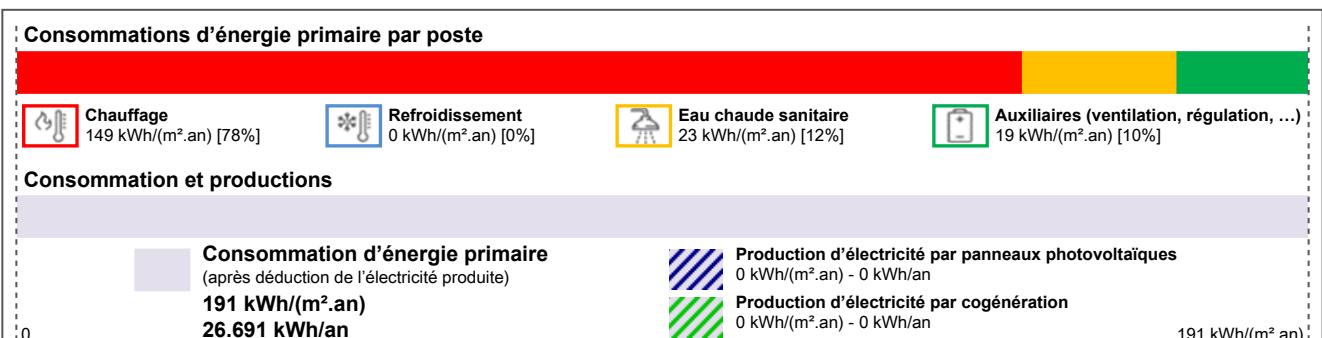 Consommations d’énergie primaire par poste
Chauffage
149 kWh/(m².an) [78%]
Refroidissement
0 kWh/(m².an) [0%]
Eau chaude sanitaire
23 kWh/(m².an) [12%]
Auxiliaires (ventilation, régulation, …)
19 kWh/(m².an) [10%]
Consommation et productions
Consommation d’énergie primaire
(après déduction de l’électricité produite)
191 kWh/(m².an)
26.691 kWh/an
Production d’électricité par panneaux photovoltaïques
0 kWh/(m².an) - 0 kWh/an
Production d’électricité par cogénération
0 kWh/(m².an) - 0 kWh/an
0
191 kWh/(m².an)